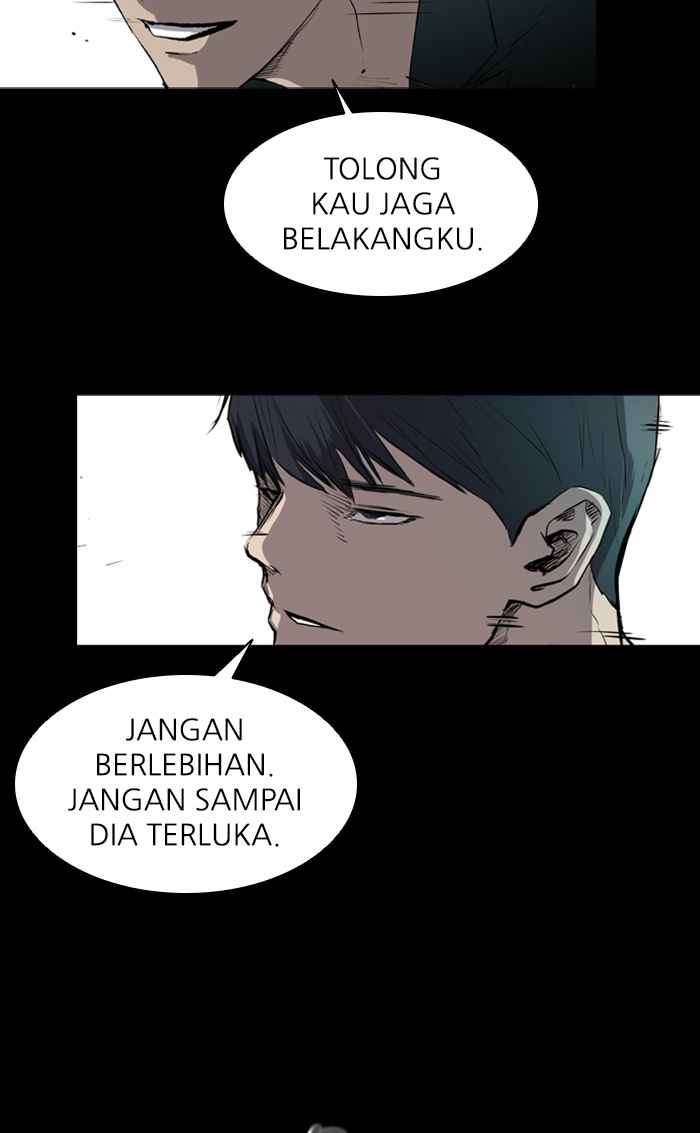 TOLONG
KAU JAGA
BELAKANGKU.
JANGAN
BERLEBIHAN.
JANGAN SAMPAI
DIA TERLUKA.